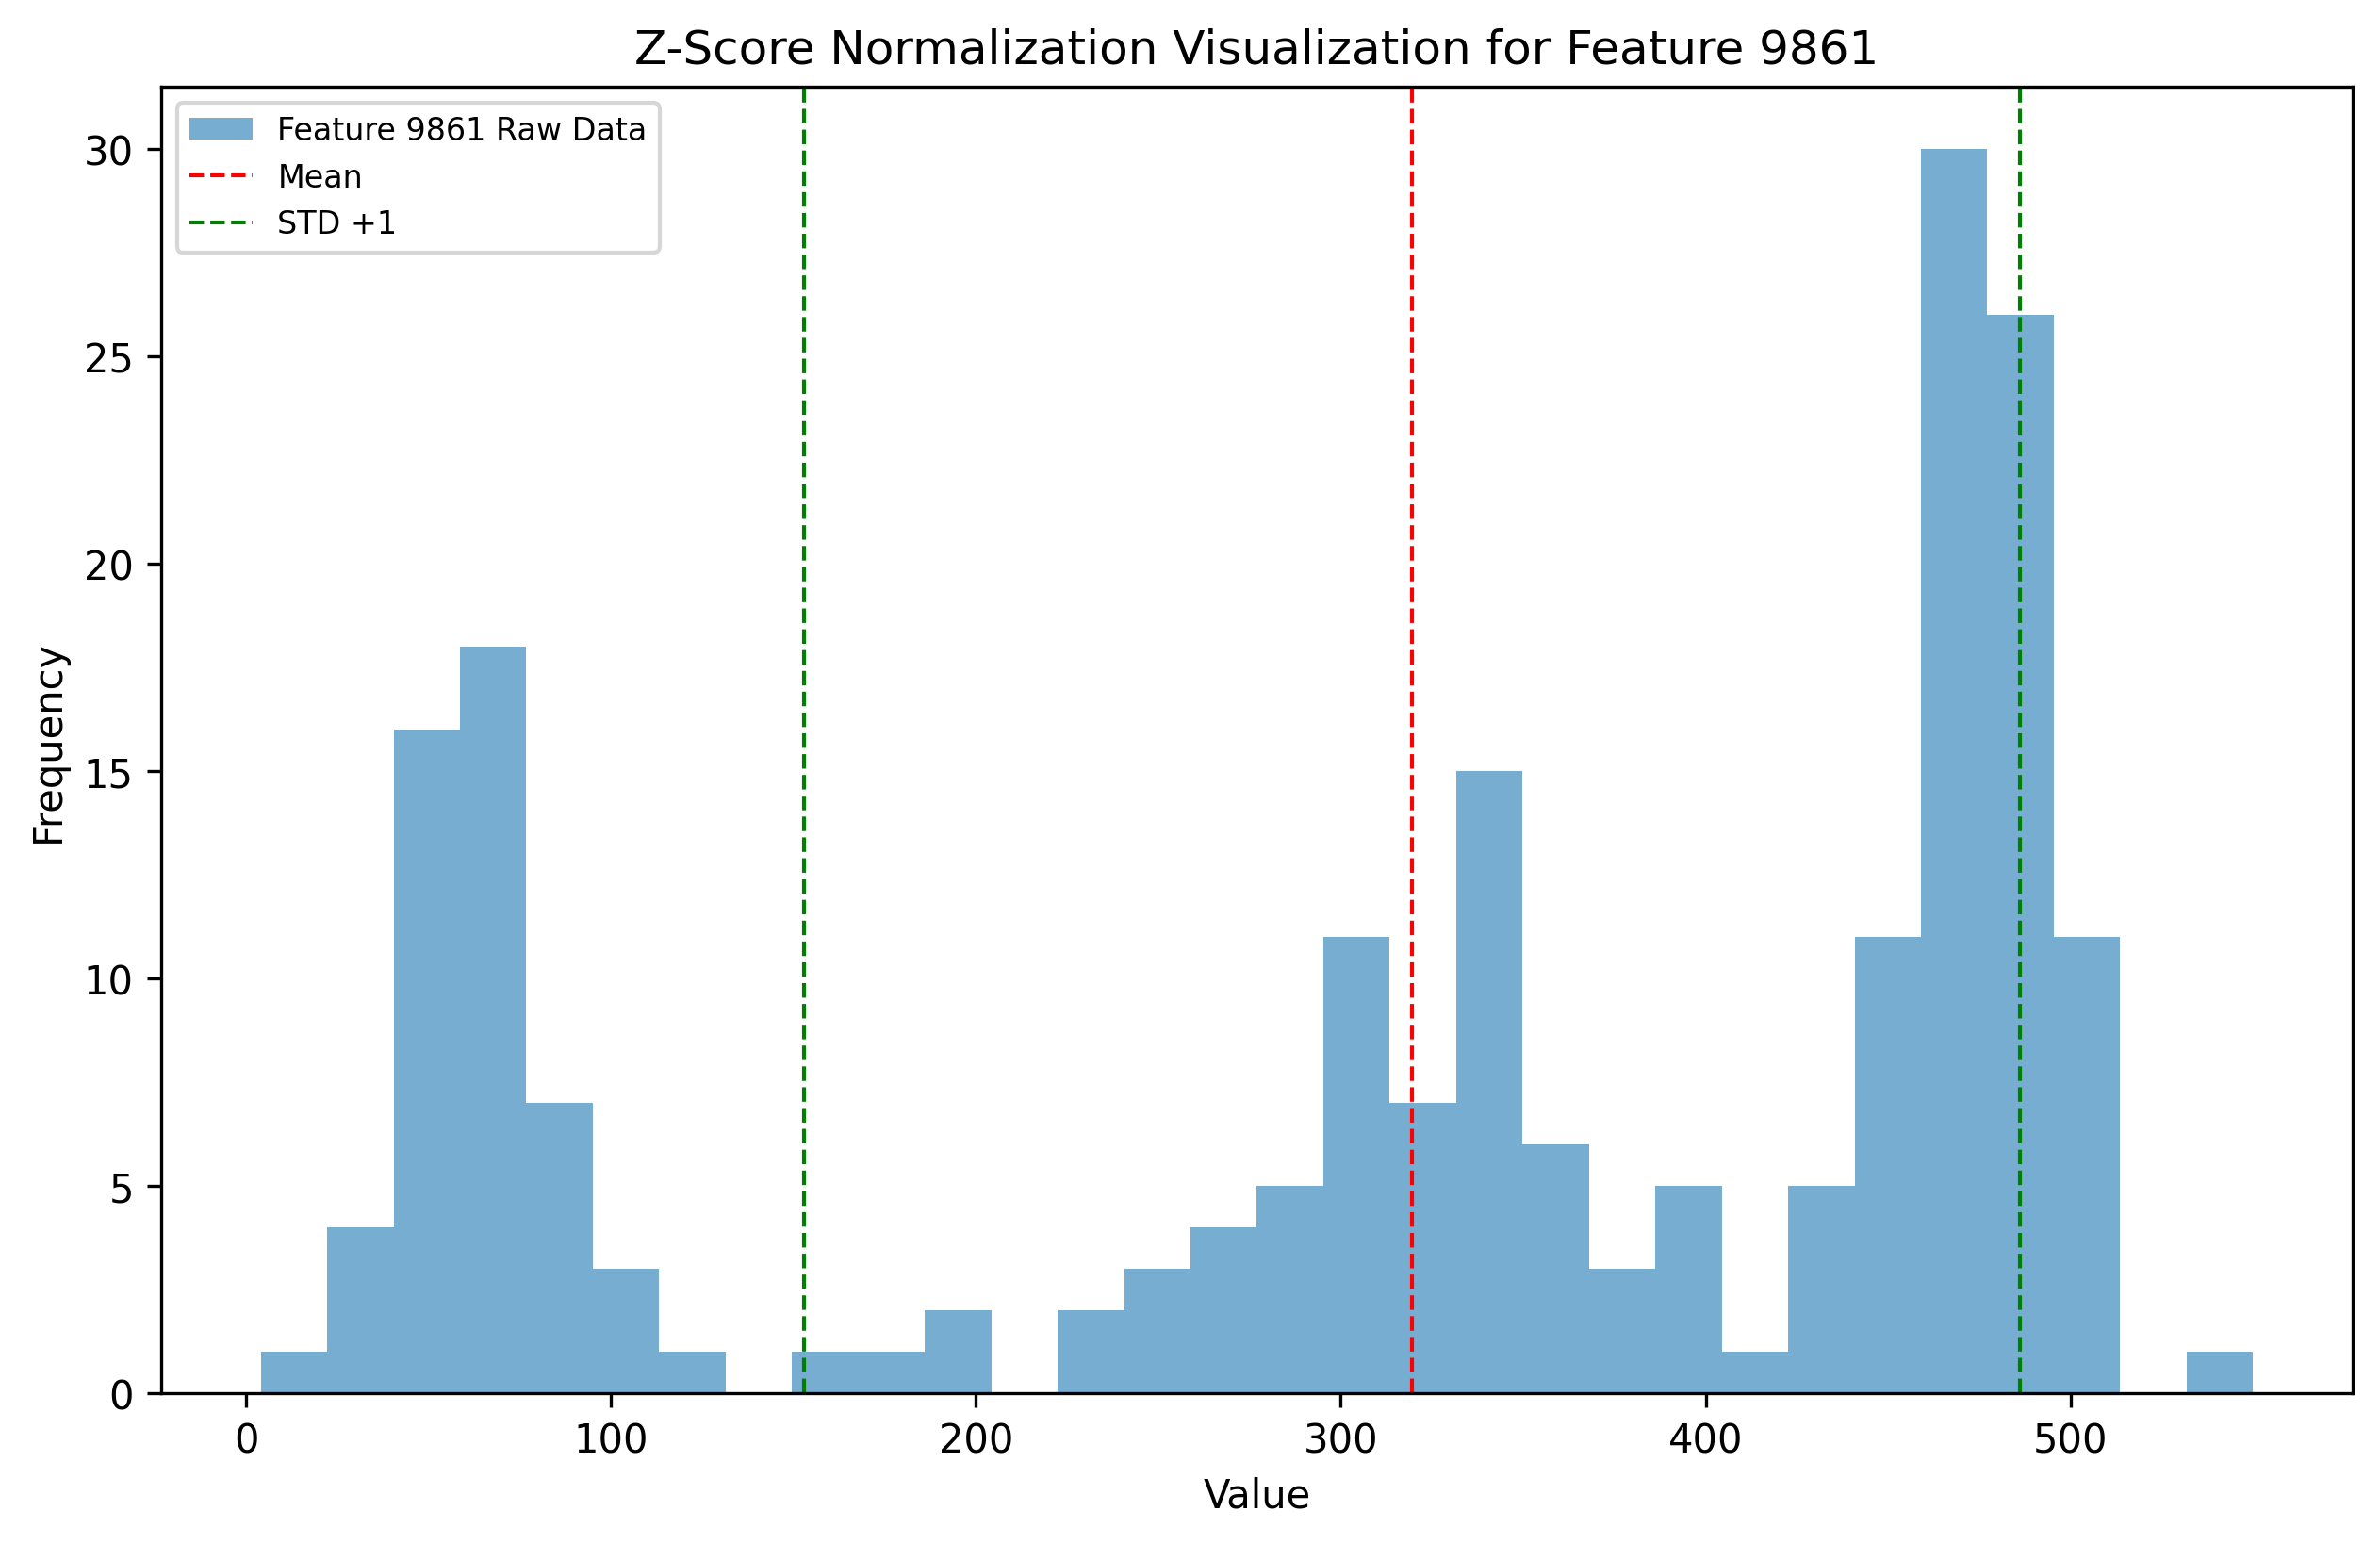 Z-Score Normalization Visualization for Feature 9861
Feature 9861 Raw Data
Mean
STD +1
Frequency
30
25
20
15
10
5
0
0 100 200 300 400 500
Value